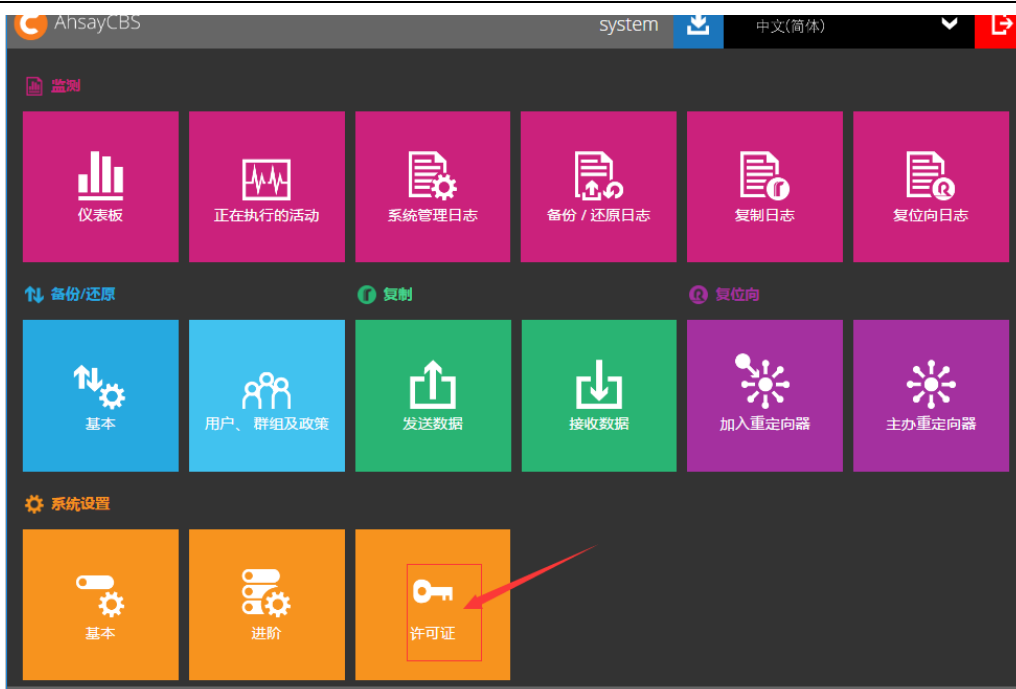 AhsayCBS system 中文(简体)
监测
仪表板 正在执行的活动 系统管理日志 备份 / 还原日志 复制日志 复位向日志
备份/还原 复制 复位向
基本 用户、 群组及政策 发送数据 接收数据 加入重定向器 主办重定向器
系统设置
基本 进阶 许可证